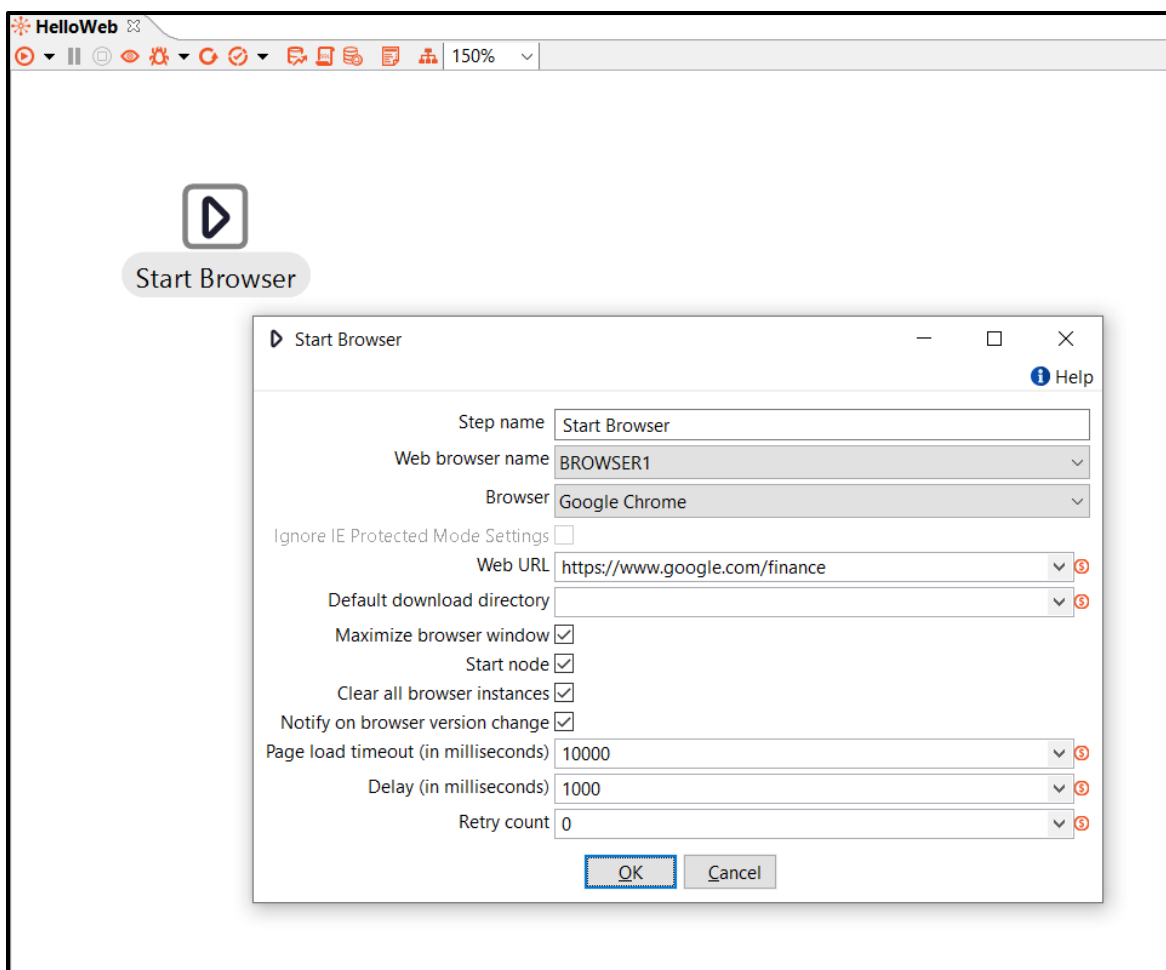 HelloWeb
150%
Start Browser
Start Browser
Help
Step name Start Browser
Web browser name BROWSER1
Browser Google Chrome
Ignore IE Protected Mode Settings
Web URL https://www.google.com/finance
Default download directory
Maximize browser window
Start node
Clear all browser instances
Notify on browser version change
Page load timeout (in milliseconds) 10000
Delay (in milliseconds) 1000
Retry count 0
OK Cancel